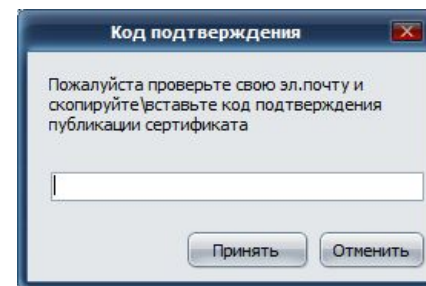 Код подтверждения
Пожалуйста проверьте свою эл.почту и
скопируйте\вставьте код подтверждения
публикации сертификата
Принять
Отменить